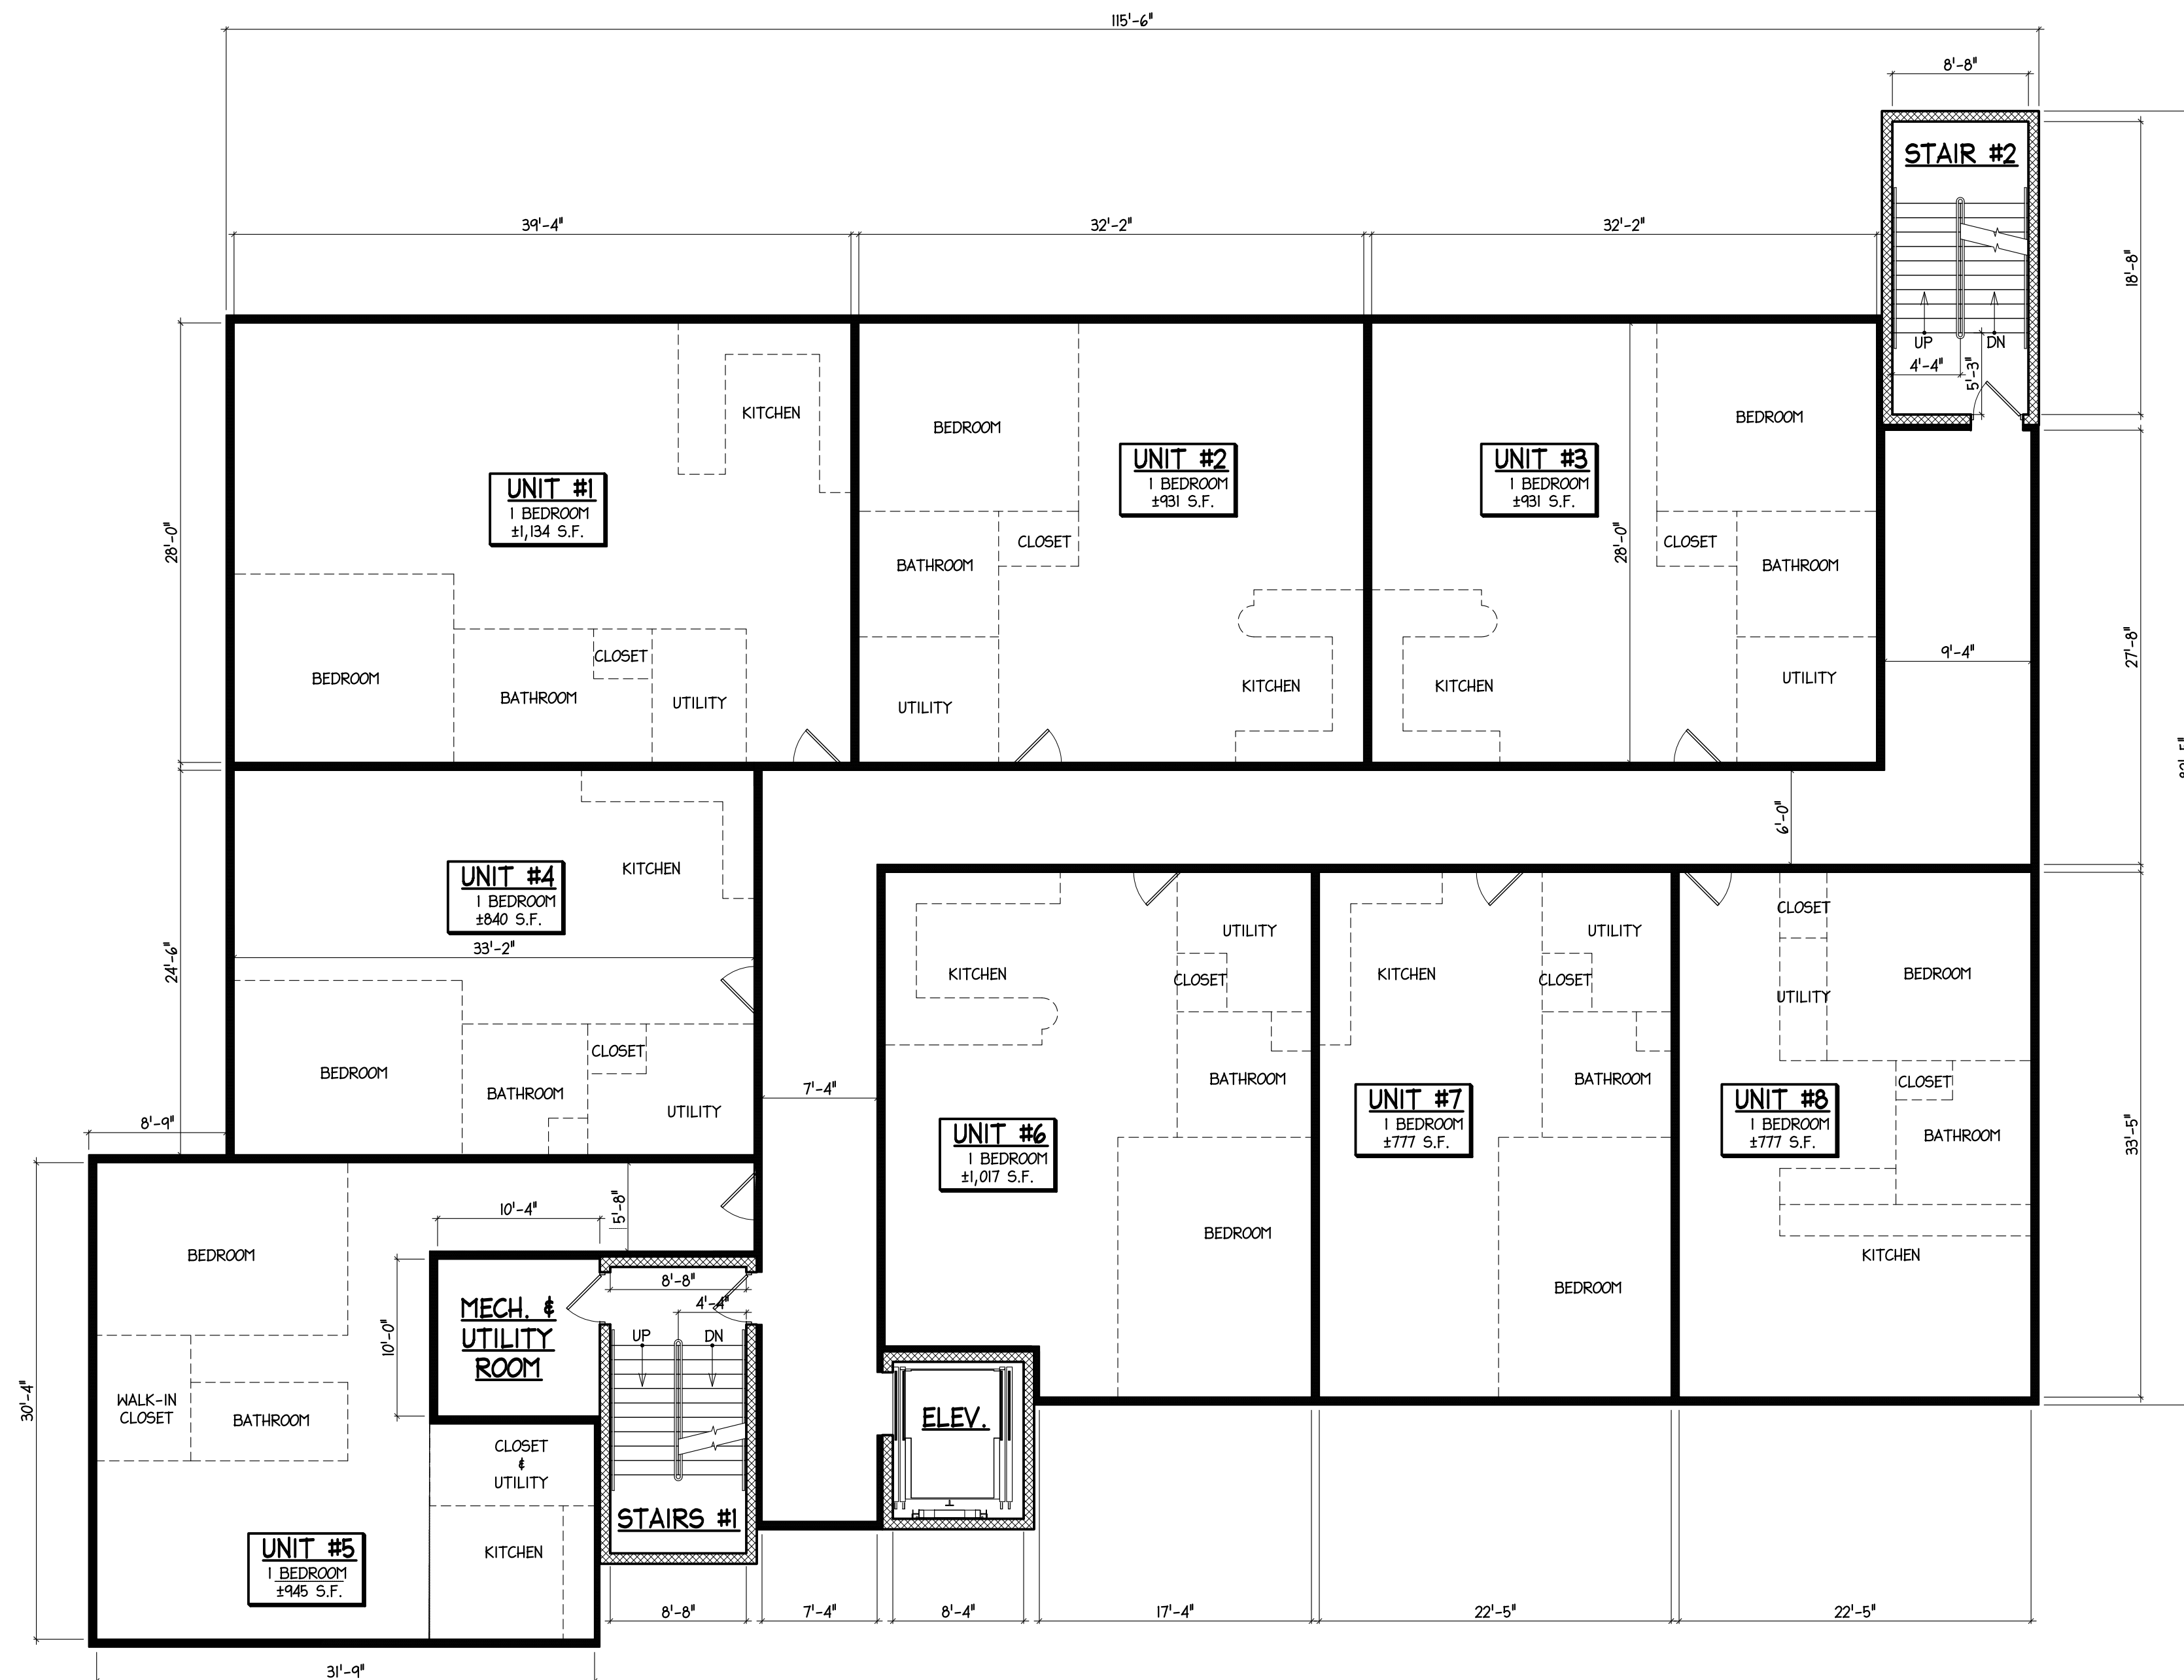 115'-6"
8'-8"
STAIR #2
39'-4"
32'-2"
32'-2"
18'-8"
UP
DN
4'-4"
5'-3"
KITCHEN
BEDROOM
BEDROOM
UNIT #1
1 BEDROOM
±1,134 S.F.
UNIT #2
1 BEDROOM
±931 S.F.
UNIT #3
1 BEDROOM
±931 S.F.
28'-0"
28'-0"
CLOSET
CLOSET
BATHROOM
BATHROOM
27'-8"
9'-4"
BEDROOM
CLOSET
BATHROOM
UTILITY
UTILITY
KITCHEN
KITCHEN
UTILITY
6'-0"
KITCHEN
UNIT #4
1 BEDROOM
±840 S.F.
33'-2"
24'-6"
BEDROOM
CLOSET
BATHROOM
UTILITY
KITCHEN
UTILITY
CLOSET
KITCHEN
UTILITY
CLOSET
CLOSET
UTILITY
BEDROOM
7'-4"
BATHROOM
BATHROOM
CLOSET
BATHROOM
UNIT #6
1 BEDROOM
±1,017 S.F.
UNIT #7
1 BEDROOM
±777 S.F.
UNIT #8
1 BEDROOM
±777 S.F.
33'-5"
8'-9"
10'-4"
5'-8"
BEDROOM
BEDROOM
BEDROOM
KITCHEN
8'-8"
4'-4"
MECH. &
UTILITY
ROOM
10'-0"
UP
DN
30'-4"
WALK-IN
CLOSET
BATHROOM
ELEV.
CLOSET
&
UTILITY
STAIRS #1
KITCHEN
UNIT #5
1 BEDROOM
±945 S.F.
8'-8"
7'-4"
8'-4"
17'-4"
22'-5"
22'-5"
31'-9"